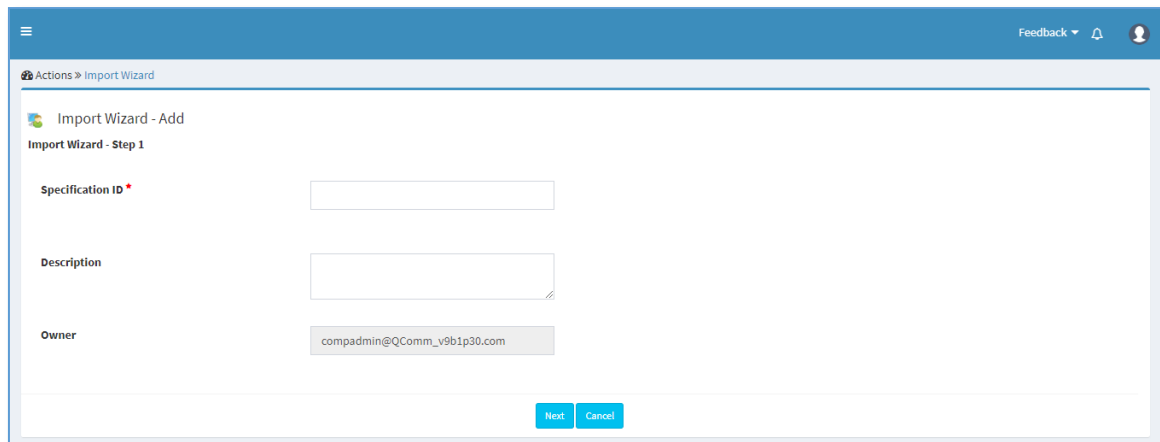 Feedback
Actions » Import Wizard
Import Wizard - Add
Import Wizard - Step 1
Specification ID *
Description
Owner
compadmin@QComm_v9b1p30.com
Next Cancel